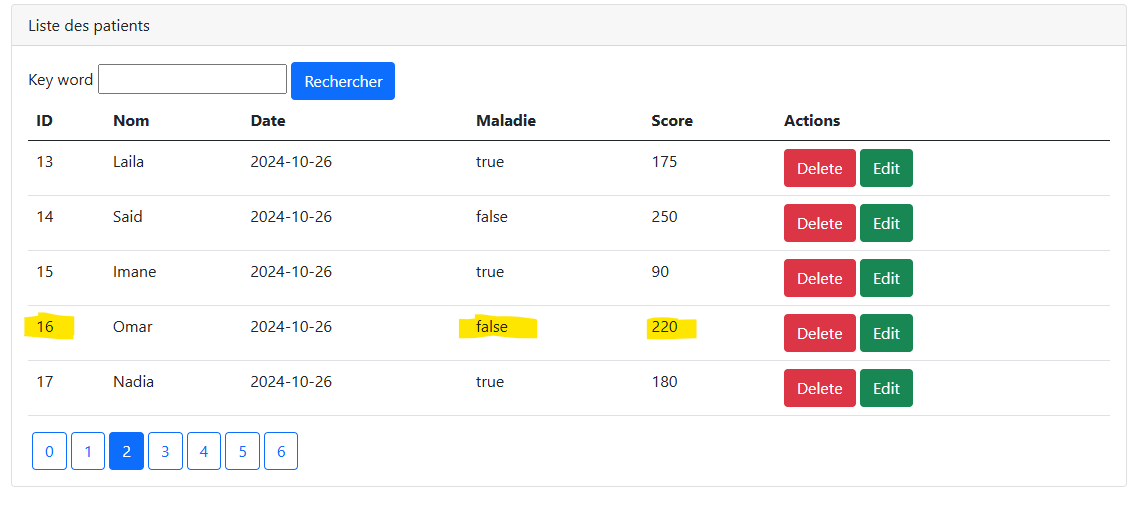 Liste des patients
Key word Rechercher
ID Nom Date Maladie Score Actions
13 Laila 2024-10-26 true 175 Delete Edit
14 Said 2024-10-26 false 250 Delete Edit
15 Imane 2024-10-26 true 90 Delete Edit
16 Omar 2024-10-26 false 220 Delete Edit
17 Nadia 2024-10-26 true 180 Delete Edit
0 1 2 3 4 5 6